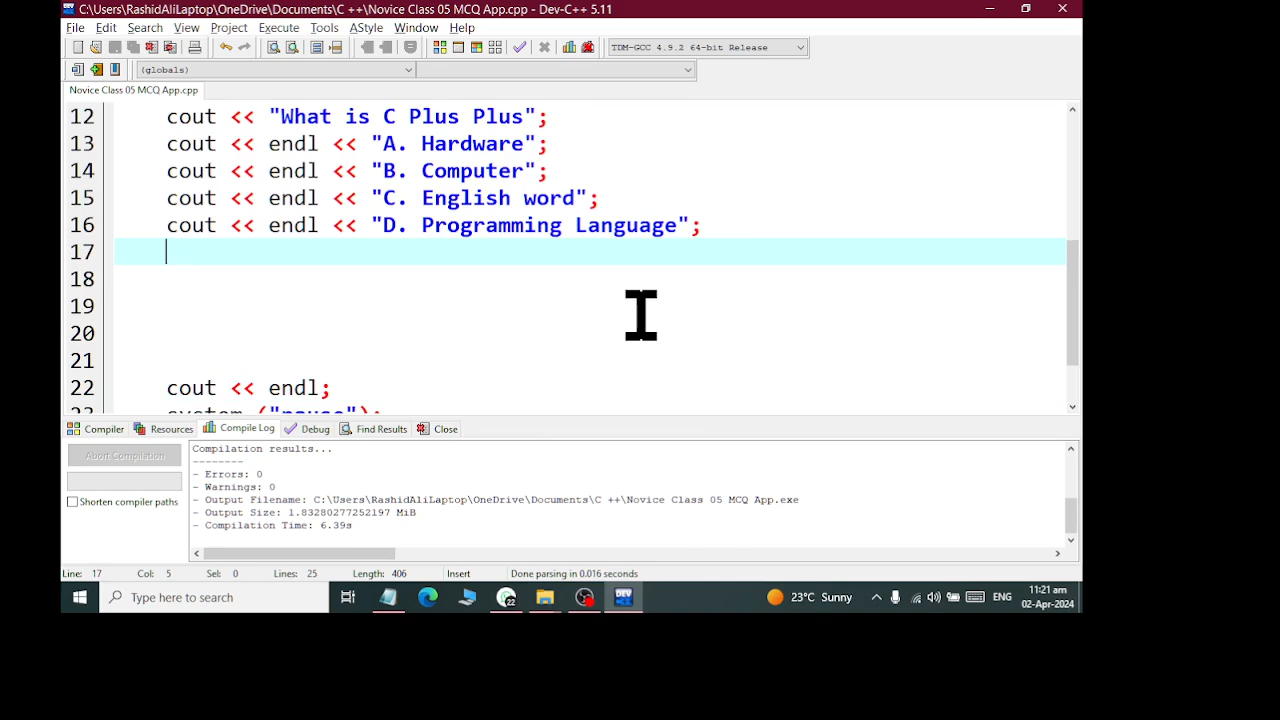 C:\Users\RashidAliLaptop\OneDrive\Documents\C ++\Novice Class 05 MCQ App.cpp - Dev-C++ 5.11
File Edit Search View Project Execute Tools AStyle Window Help
TDM-GCC 4.9.2 64-bit Release
(globals)
Novice Class 05 MCQ App.cpp
12 cout << "What is C Plus Plus";
13 cout << endl << "A. Hardware";
14 cout << endl << "B. Computer";
15 cout << endl << "C. English word";
16 cout << endl << "D. Programming Language";
17
18
19
20
21
22 cout << endl;
23 system ("pause");
Compiler Resources Compile Log Debug Find Results Close
Abort Compilation
Shorten compiler paths
Compilation results...
--------
- Errors: 0
- Warnings: 0
- Output Filename: C:\Users\RashidAliLaptop\OneDrive\Documents\C ++\Novice Class 05 MCQ App.exe
- Output Size: 1.83280277252197 MiB
- Compilation Time: 6.39s
Line: 17 Col: 5 Sel: 0 Lines: 25 Length: 406 Insert Done parsing in 0.016 seconds
Type here to search
22
DEV
23°C Sunny
ENG
11:21 am
02-Apr-2024